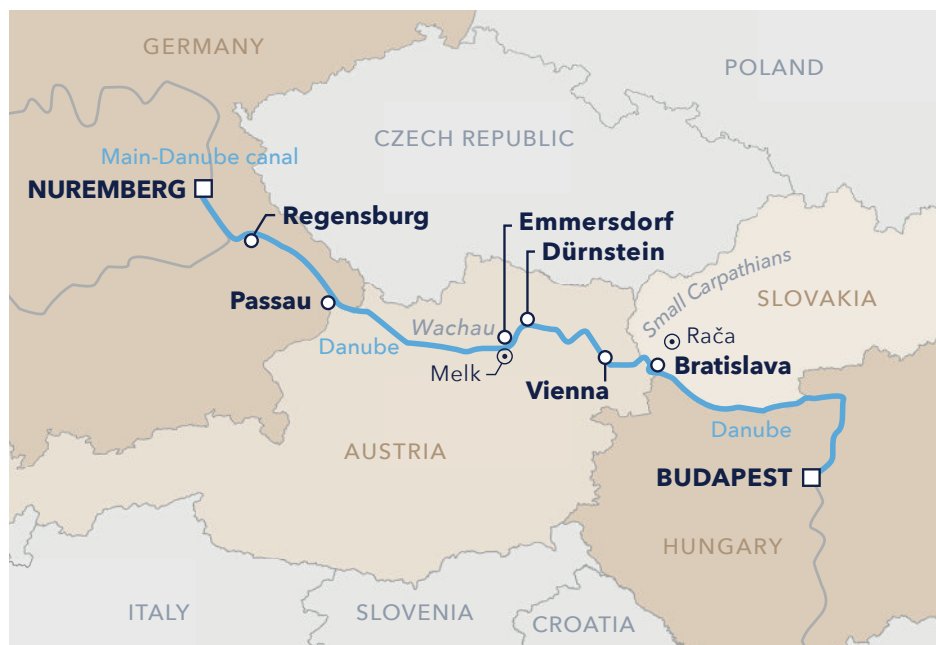 GERMANY
POLAND
CZECH REPUBLIC
Main-Danube canal
NUREMBERG
Regensburg
Emmersdorf
Dürnstein
Small Carpathians
Passau
SLOVAKIA
Wachau
Rača
Danube
Melk
Bratislava
Vienna
Danube
AUSTRIA
BUDAPEST
HUNGARY
ITALY
SLOVENIA
CROATIA